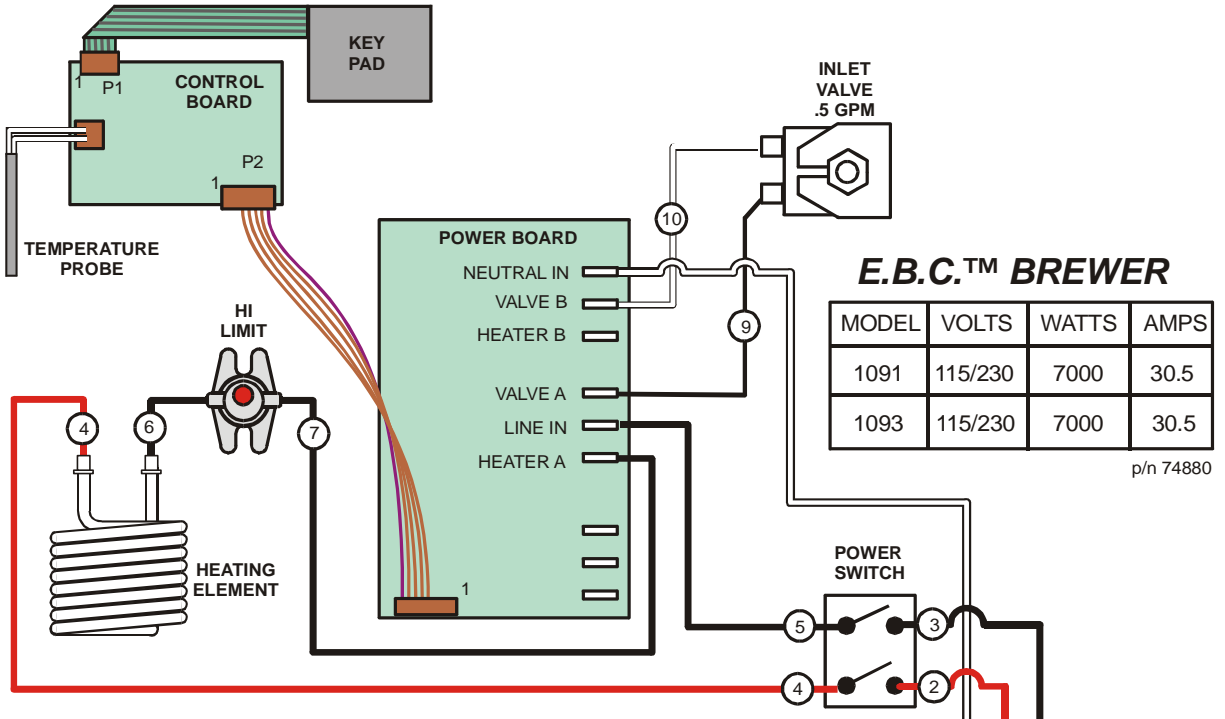 KEY
PAD
1
P1
CONTROL
BOARD
P2
1
TEMPERATURE
PROBE
INLET
VALVE
.5 GPM
10
POWER BOARD
NEUTRAL IN
VALVE B
HEATER B
VALVE A
LINE IN
HEATER A
1
9
E.B.C.™ BREWER
MODEL VOLTS WATTS AMPS
1091 115/230 7000 30.5
1093 115/230 7000 30.5
p/n 74880
HI
LIMIT
4
6
7
HEATING
ELEMENT
POWER
SWITCH
5
3
4
2